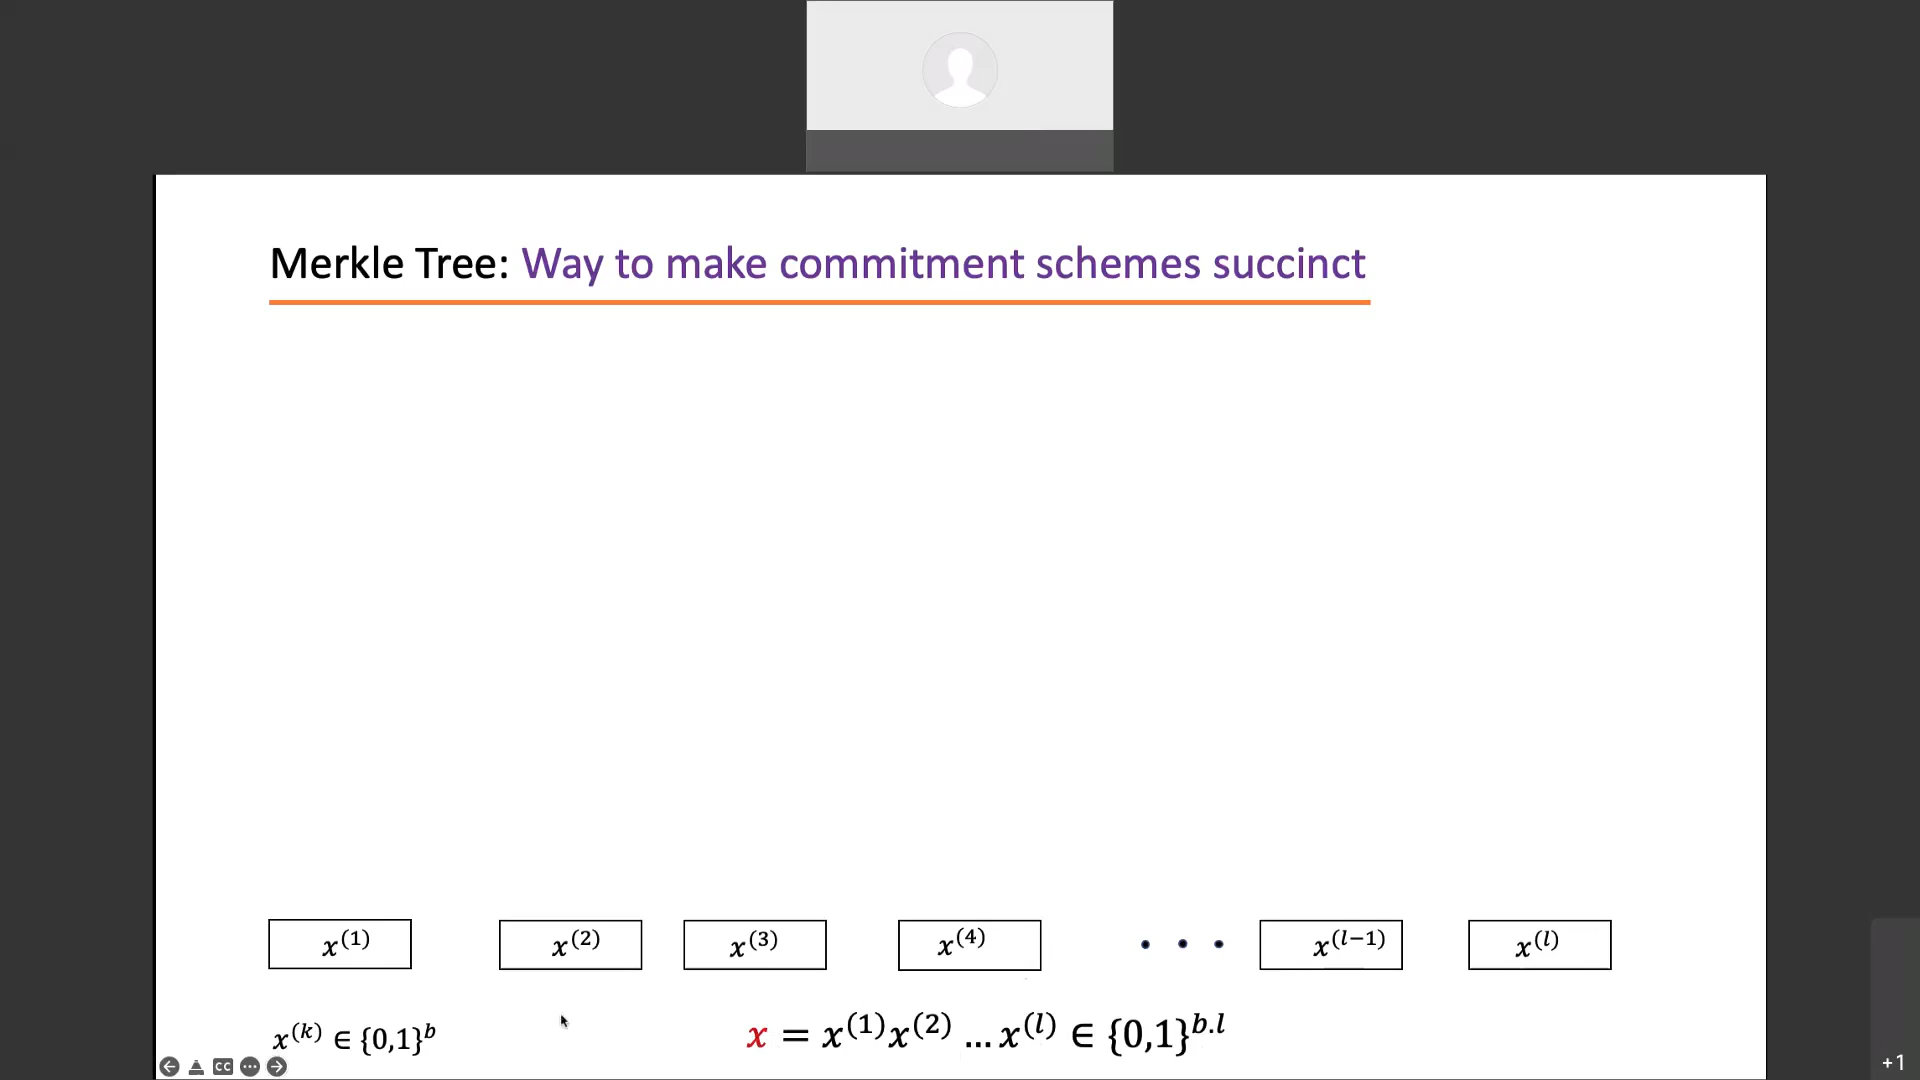 Merkle Tree: Way to make commitment schemes succinct
x^(1) x^(2) x^(3) x^(4) • • • x^(l−1) x^(l)
x^(k) ∈ {0,1}^b
x = x^(1)x^(2) ... x^(l) ∈ {0,1}^b.l
CC
+1